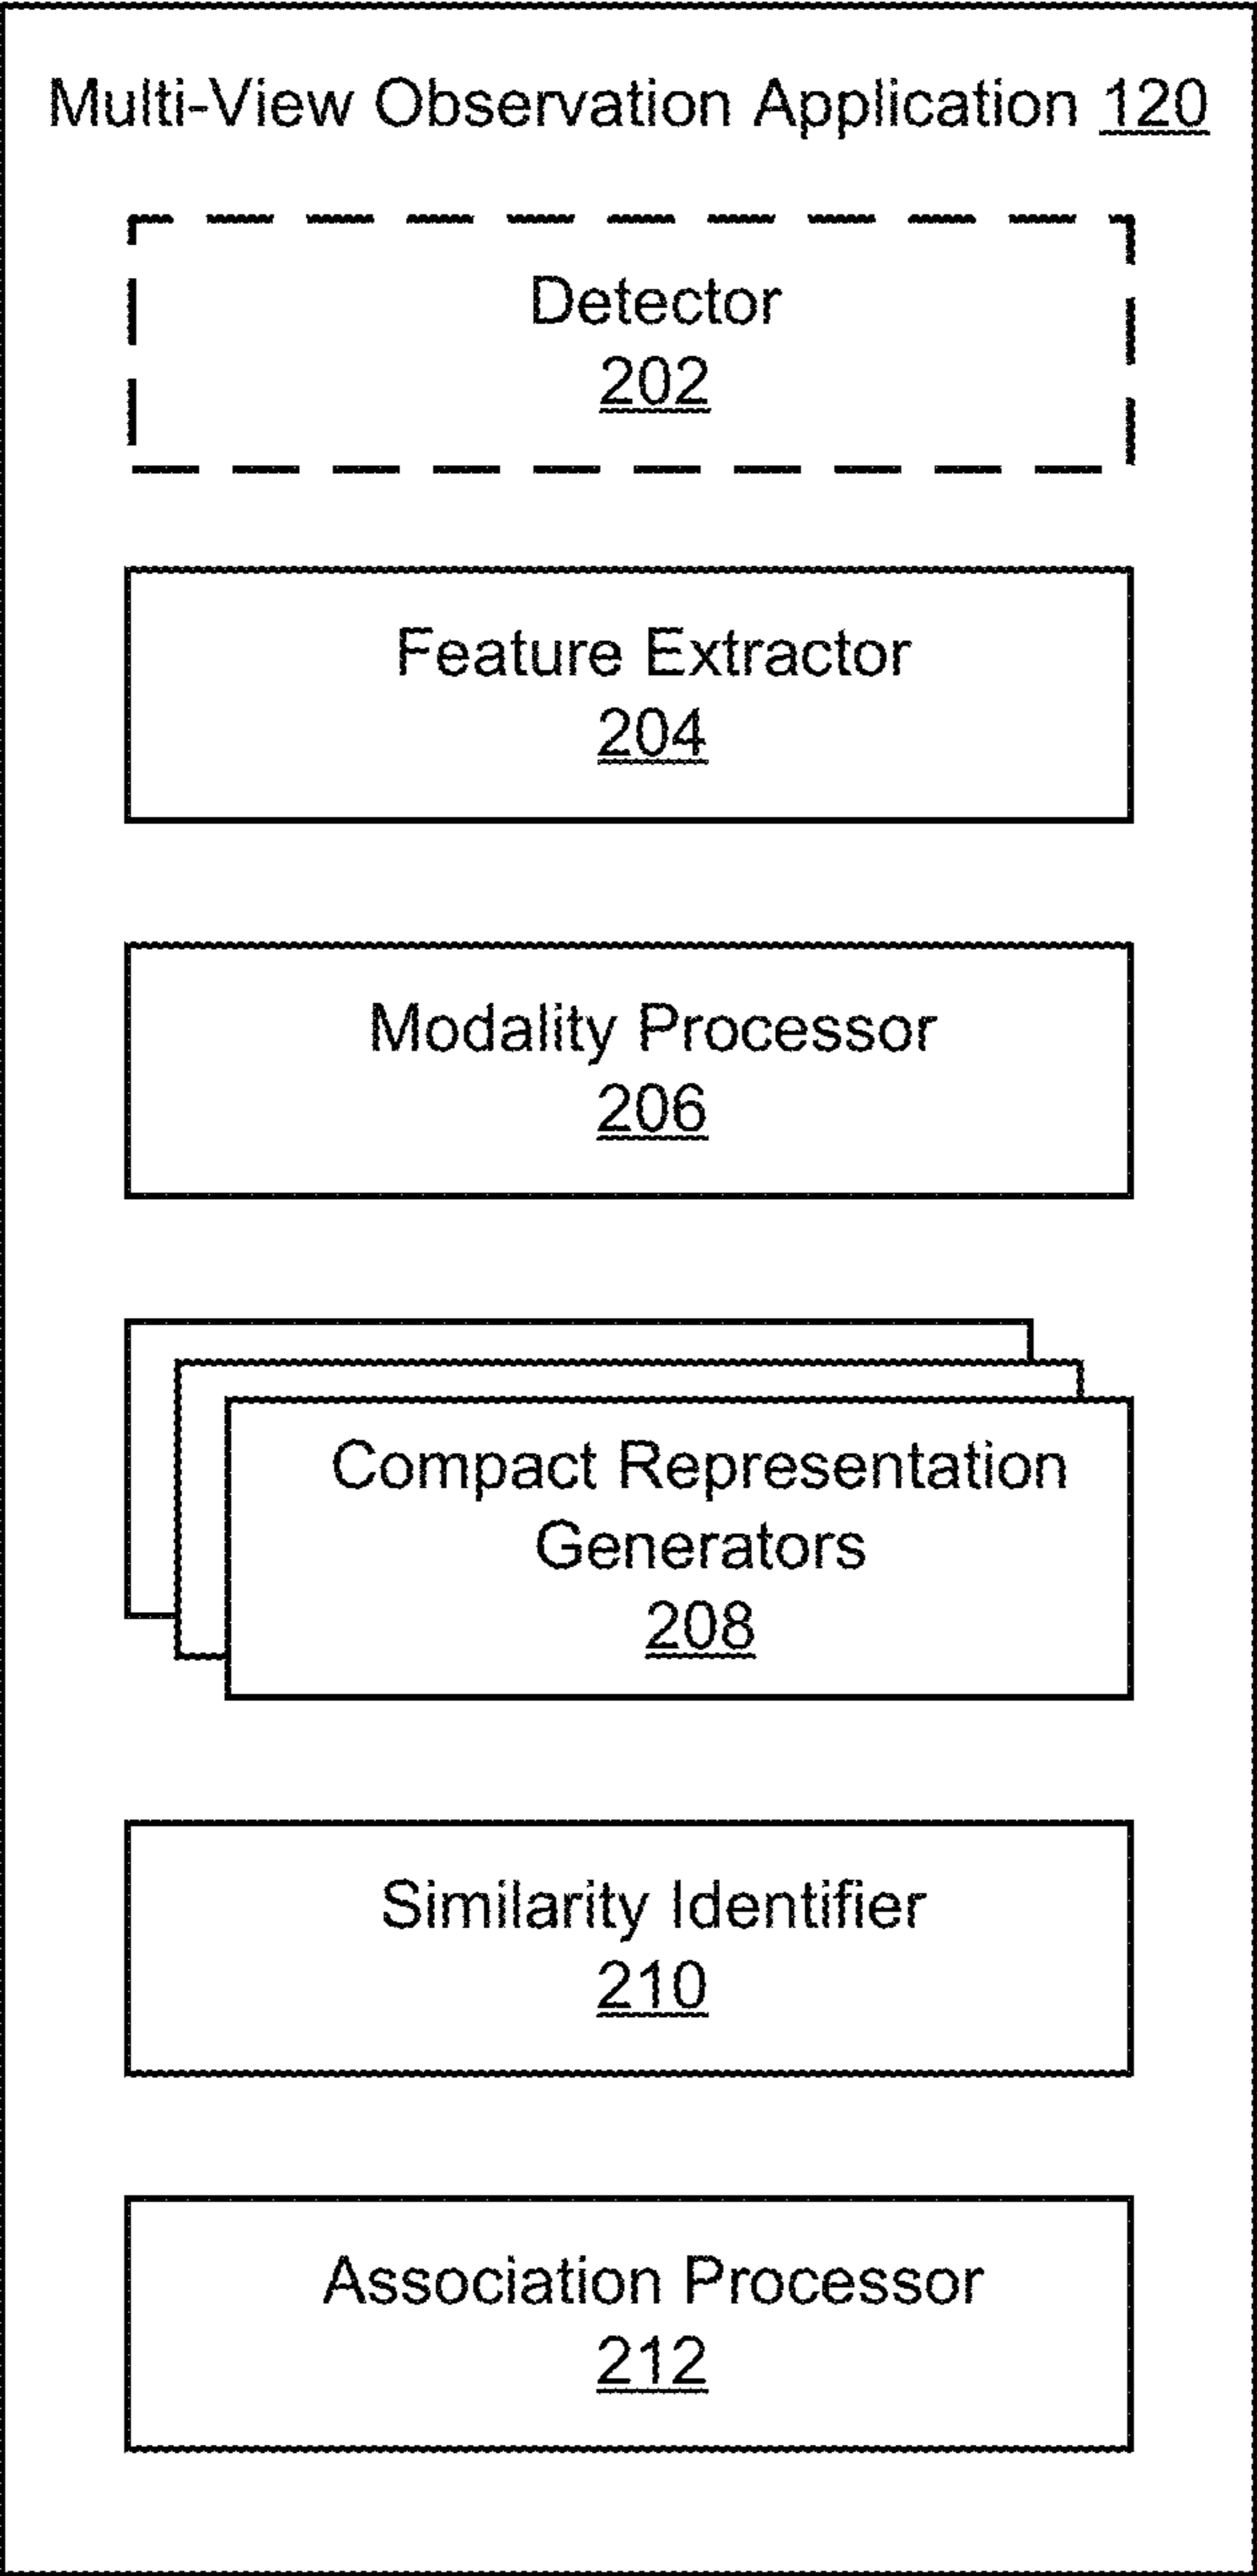 Multi-View Observation Application 120
Detector
202
Feature Extractor
204
Modality Processor
206
Compact Representation
Generators
208
Similarity Identifier
210
Association Processor
212